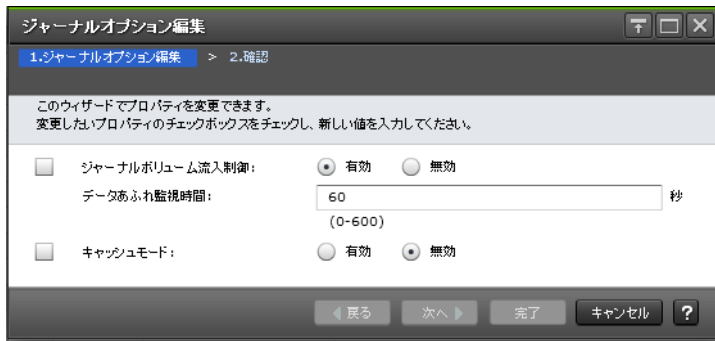 ジャーナルオプション編集
1.ジャーナルオプション編集 > 2.確認
このウィザードでプロパティを変更できます。
変更したいプロパティのチェックボックスをチェックし、新しい値を入力してください。
ジャーナルボリューム流入制御: 有効 無効
データあふれ監視時間: 60 秒
(0-600)
キャッシュモード: 有効 無効
戻る 次へ 完了 キャンセル ?